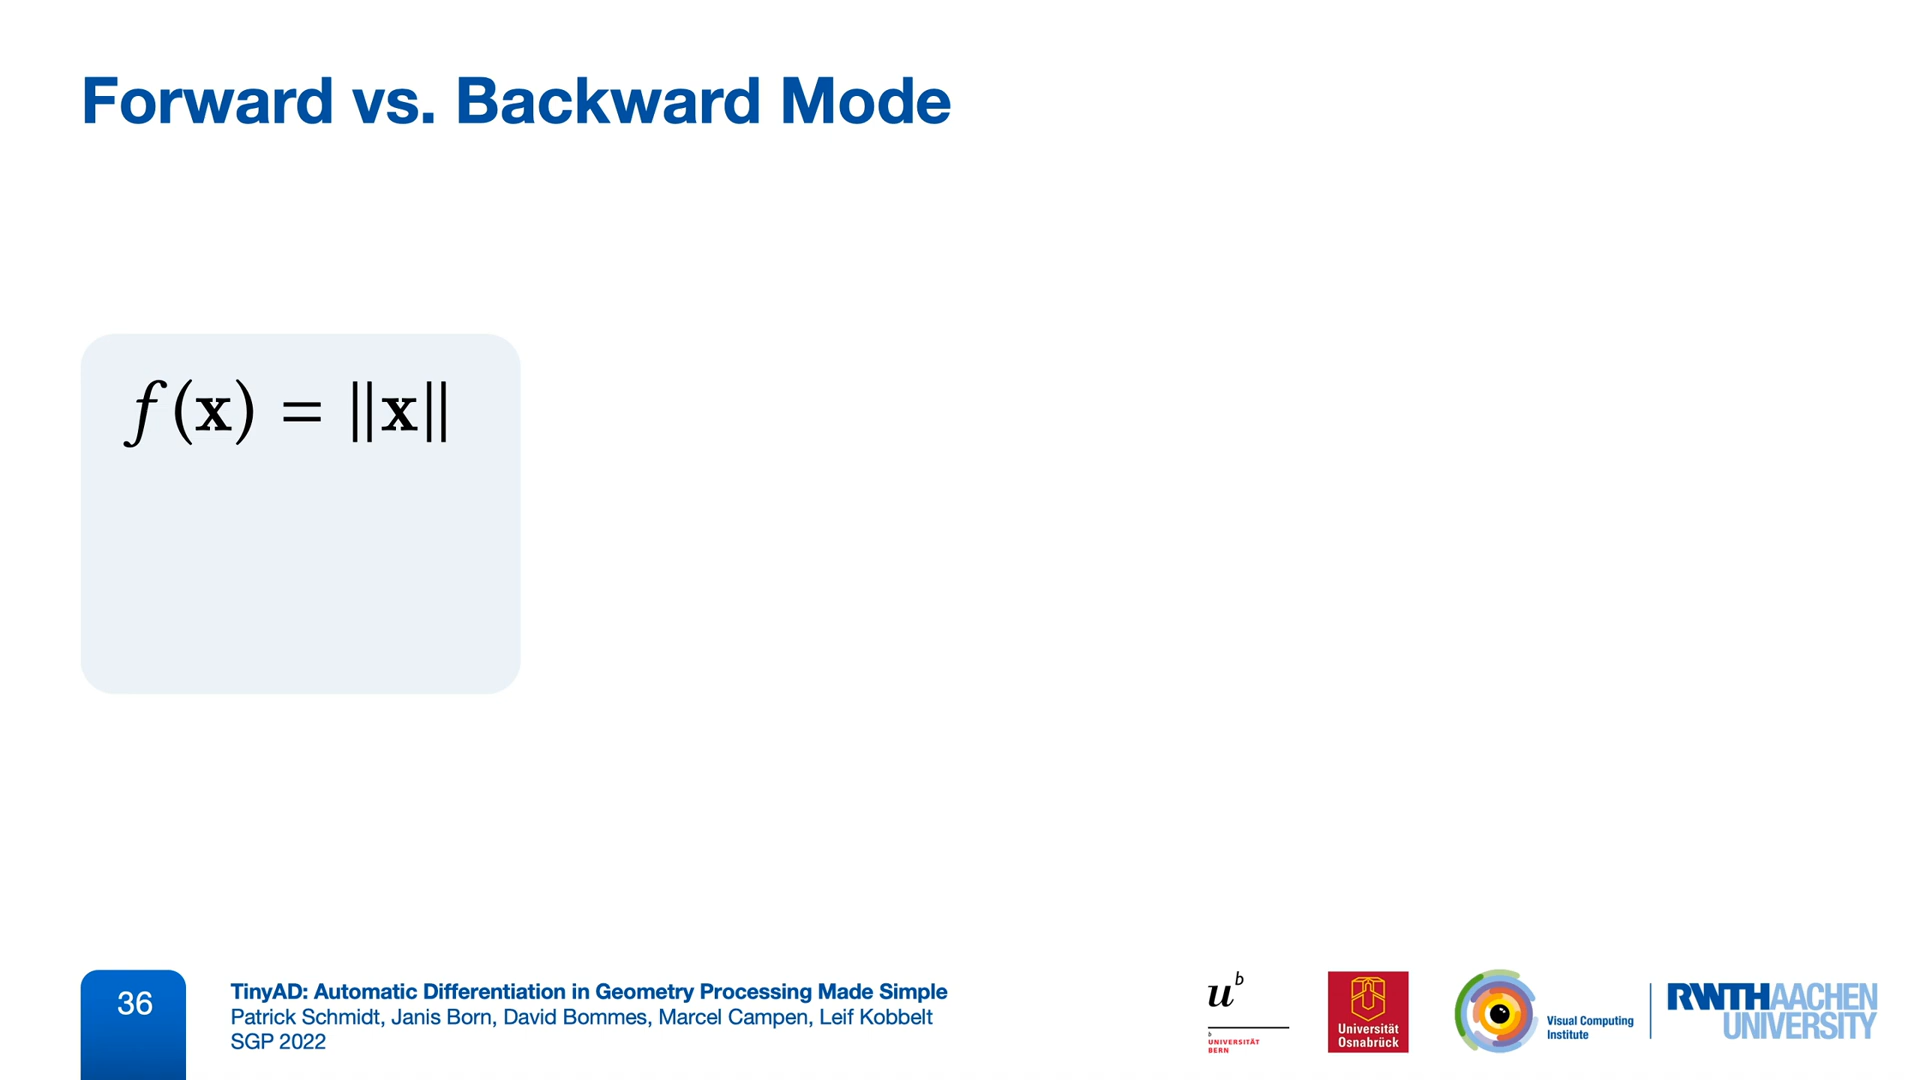 Forward vs. Backward Mode
f(x) = ||x||
36
TinyAD: Automatic Differentiation in Geometry Processing Made Simple
Patrick Schmidt, Janis Born, David Bommes, Marcel Campen, Leif Kobbelt
SGP 2022
u^b
b
UNIVERSITÄT
BERN
Universität
Osnabrück
Visual Computing
Institute
RWTHAACHEN
UNIVERSITY